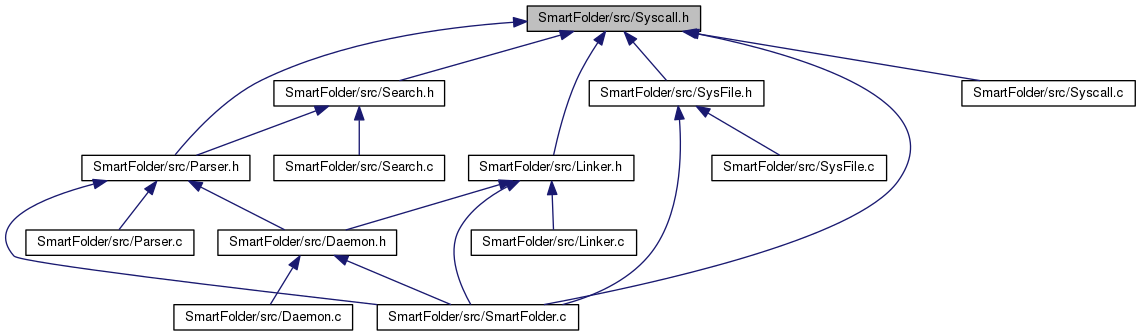 SmartFolder/src/Syscall.h
SmartFolder/src/Search.h
SmartFolder/src/SysFile.h
SmartFolder/src/Syscall.c
SmartFolder/src/Parser.h
SmartFolder/src/Search.c
SmartFolder/src/Linker.h
SmartFolder/src/SysFile.c
SmartFolder/src/Parser.c
SmartFolder/src/Daemon.h
SmartFolder/src/Linker.c
SmartFolder/src/Daemon.c
SmartFolder/src/SmartFolder.c